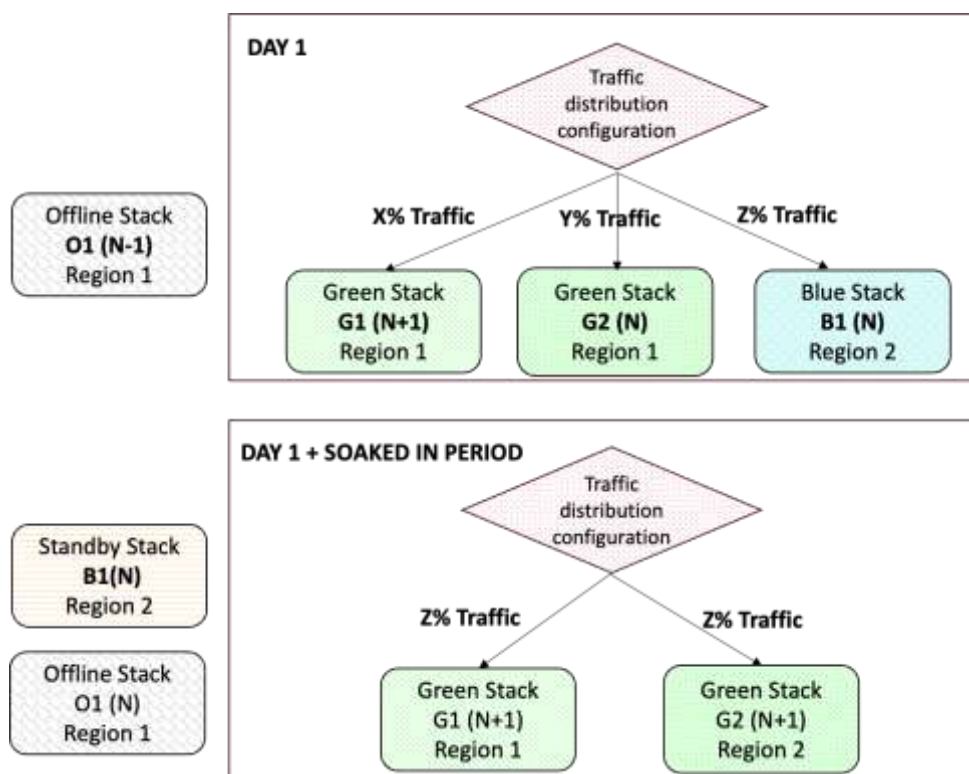 DAY 1
Traffic
distribution
configuration
X% Traffic
Y% Traffic
Z% Traffic
Offline Stack
O1 (N-1)
Region 1
Green Stack
G1 (N+1)
Region 1
Green Stack
G2 (N)
Region 1
Blue Stack
B1 (N)
Region 2
DAY 1 + SOAKED IN PERIOD
Traffic
distribution
configuration
Standby Stack
B1(N)
Region 2
Z% Traffic
Z% Traffic
Offline Stack
O1 (N)
Region 1
Green Stack
G1 (N+1)
Region 1
Green Stack
G2 (N+1)
Region 2